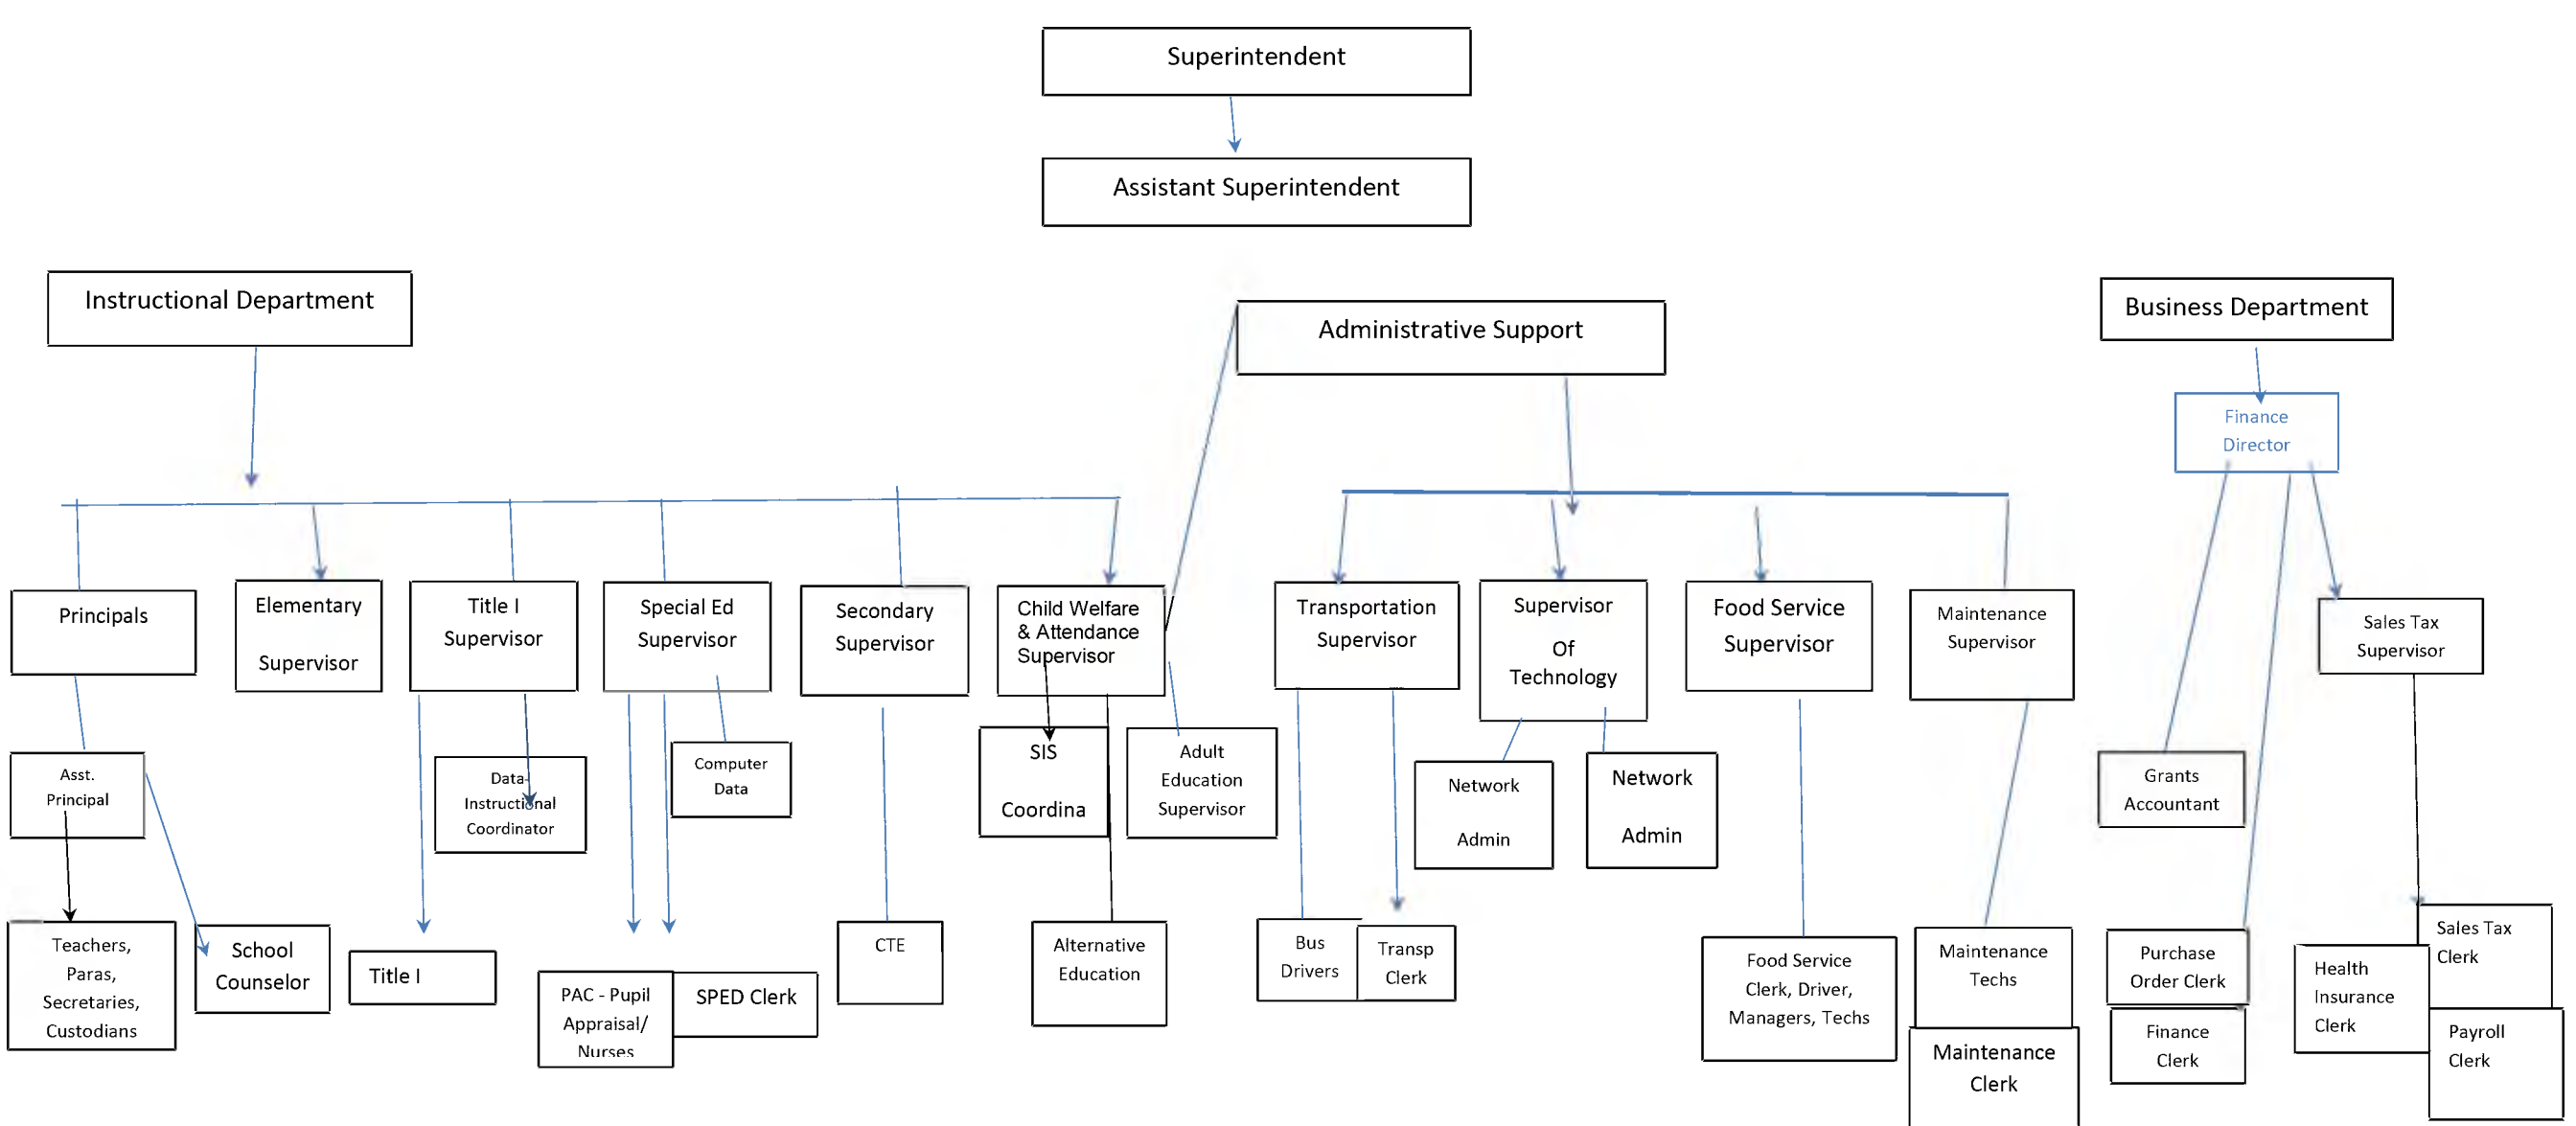 Superintendent
Assistant Superintendent
Instructional Department
Administrative Support
Business Department
Finance
Director
Principals
Elementary
Supervisor
Title I
Supervisor
Special Ed
Supervisor
Secondary
Supervisor
Child Welfare
& Attendance
Supervisor
Transportation
Supervisor
Supervisor
Of
Technology
Food Service
Supervisor
Maintenance
Supervisor
Sales Tax
Supervisor
Asst.
Principal
Data-
Instructional
Coordinator
Computer
Data
SIS
Coordina
Adult
Education
Supervisor
Network
Admin
Network
Admin
Grants
Accountant
Teachers,
Paras,
Secretaries,
Custodians
School
Counselor
Title I
PAC - Pupil
Appraisal/
Nurses
SPED Clerk
CTE
Alternative
Education
Bus
Drivers
Transp
Clerk
Food Service
Clerk, Driver,
Managers, Techs
Maintenance
Techs
Maintenance
Clerk
Purchase
Order Clerk
Finance
Clerk
Health
Insurance
Clerk
Sales Tax
Clerk
Payroll
Clerk